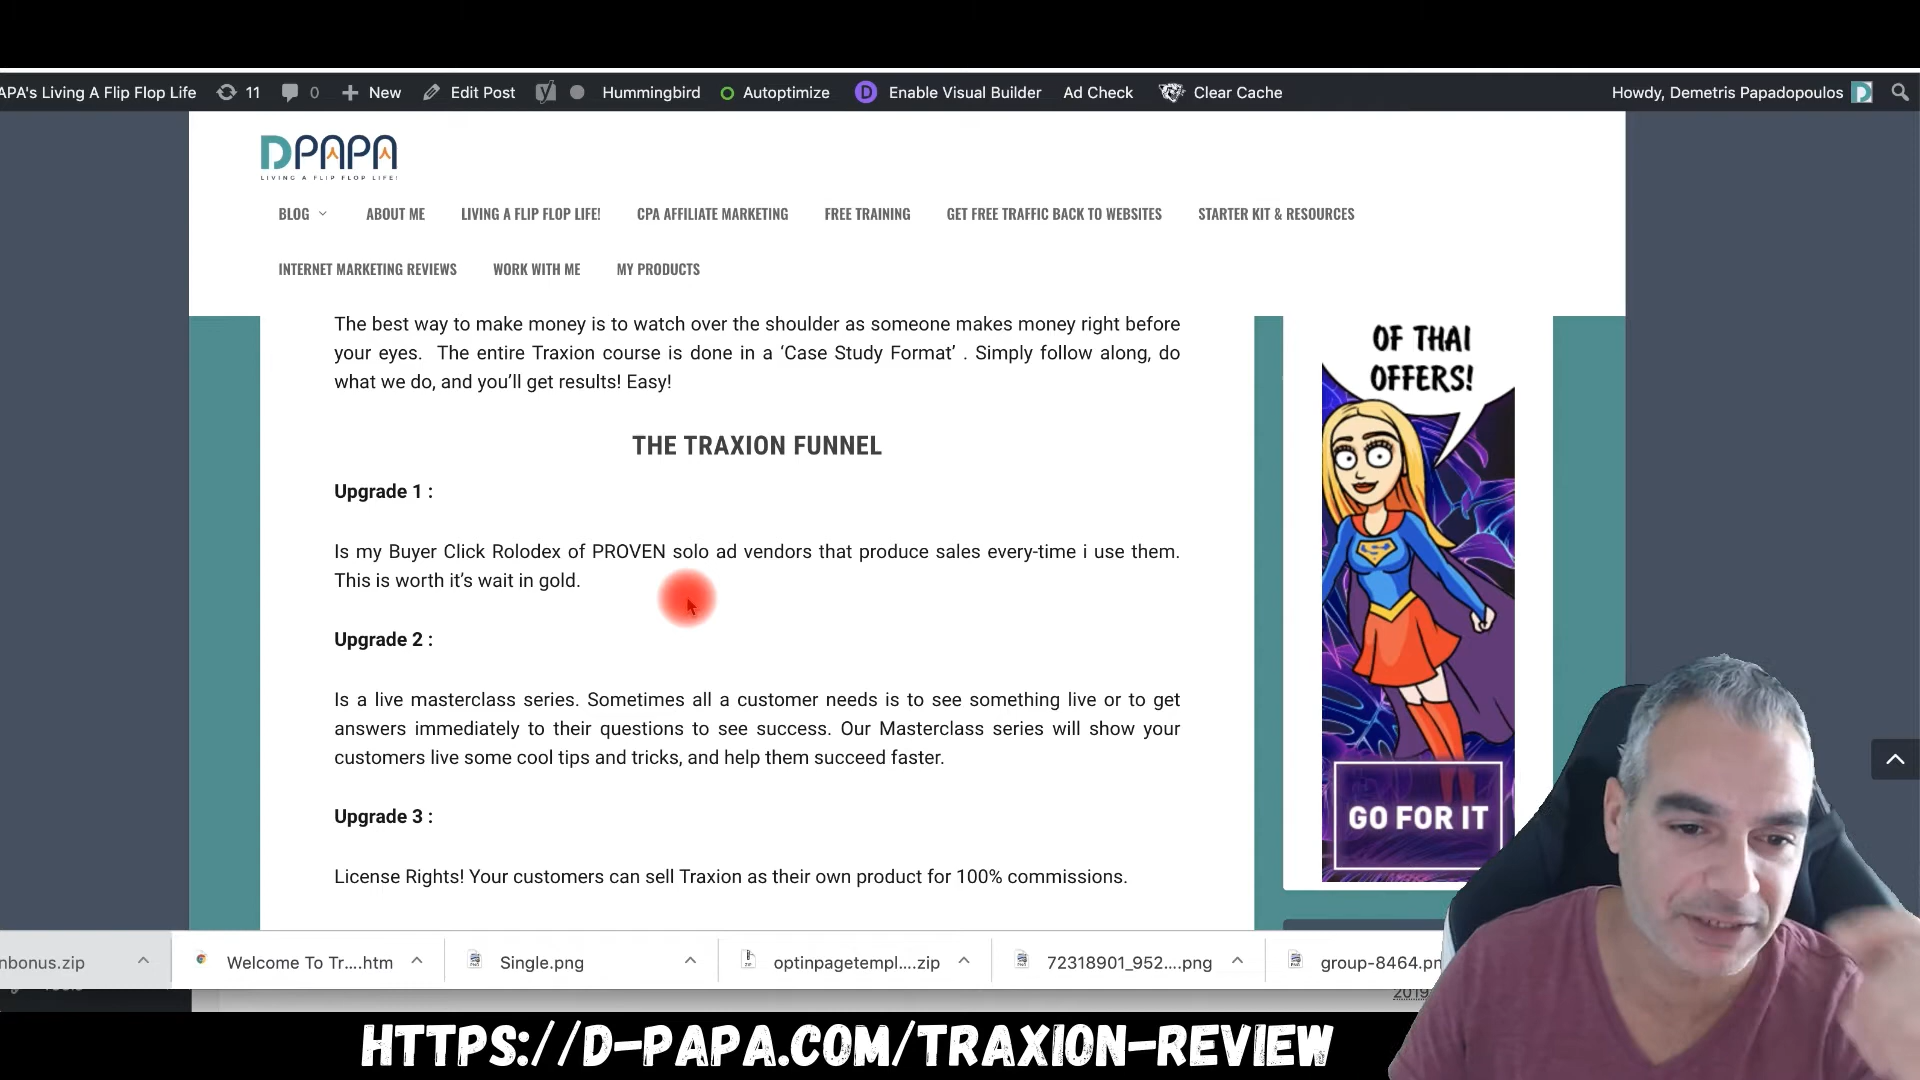 APA's Living A Flip Flop Life 11 0 New Edit Post Hummingbird Autoptimize D Enable Visual Builder Ad Check Clear Cache Howdy, Demetris Papadopoulos
DPAPA
LIVING A FLIP FLOP LIFE!
BLOG ABOUT ME LIVING A FLIP FLOP LIFE! CPA AFFILIATE MARKETING FREE TRAINING GET FREE TRAFFIC BACK TO WEBSITES STARTER KIT & RESOURCES
INTERNET MARKETING REVIEWS WORK WITH ME MY PRODUCTS
The best way to make money is to watch over the shoulder as someone makes money right before
your eyes. The entire Traxion course is done in a ‘Case Study Format’ . Simply follow along, do
what we do, and you’ll get results! Easy!
THE TRAXION FUNNEL
Upgrade 1 :
Is my Buyer Click Rolodex of PROVEN solo ad vendors that produce sales every-time i use them.
This is worth it’s wait in gold.
Upgrade 2 :
Is a live masterclass series. Sometimes all a customer needs is to see something live or to get
answers immediately to their questions to see success. Our Masterclass series will show your
customers live some cool tips and tricks, and help them succeed faster.
Upgrade 3 :
License Rights! Your customers can sell Traxion as their own product for 100% commissions.
OF THAI
OFFERS!
GO FOR IT
nbonus.zip Welcome To Tr....htm Single.png optinpagetempl....zip 72318901_952....png group-8464.pn
2019
HTTPS://D-PAPA.COM/TRAXION-REVIEW